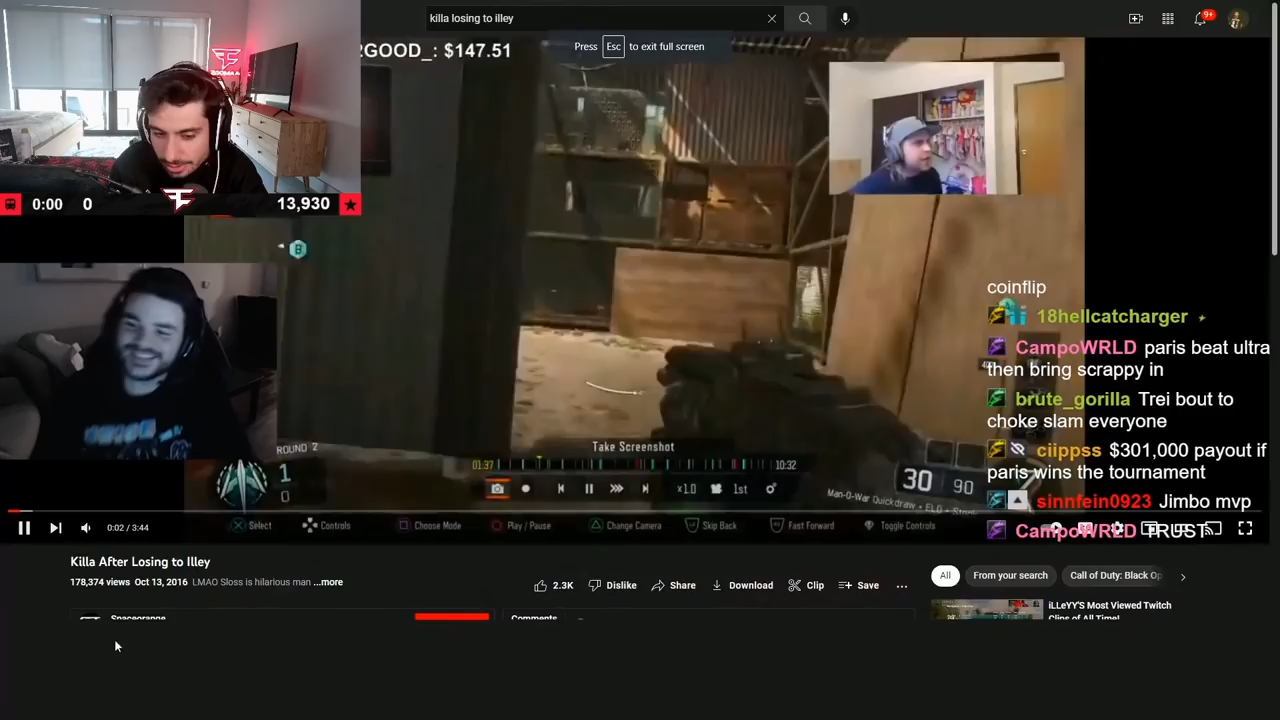 killa losing to illey
9+
RGOOD_: $147.51
Press Esc to exit full screen
0:00 0 13,930
B
coinflip
18hellcatcharger
CampoWRLD paris beat ultra
then bring scrappy in
brute_gorilla Trei bout to
choke slam everyone
ciippss $301,000 payout if
paris wins the tournament
sinnfein0923 Jimbo mvp
CampoWRLD TRUST
ROUND 2
1
0
Take Screenshot
01:37 10:32
x1.0 1st
30 90
Man-O-War Quickdraw
Select Controls Choose Mode Play / Pause Change Camera Skip Back Fast Forward Toggle Controls
0:02 / 3:44
Killa After Losing to Illey
178,374 views Oct 13, 2016 LMAO Sloss is hilarious man ...more
2.3K Dislike Share Download Clip Save
All From your search Call of Duty: Black Op
iLLeYY'S Most Viewed Twitch
Clips of All Time!
Spaceorange
Comments